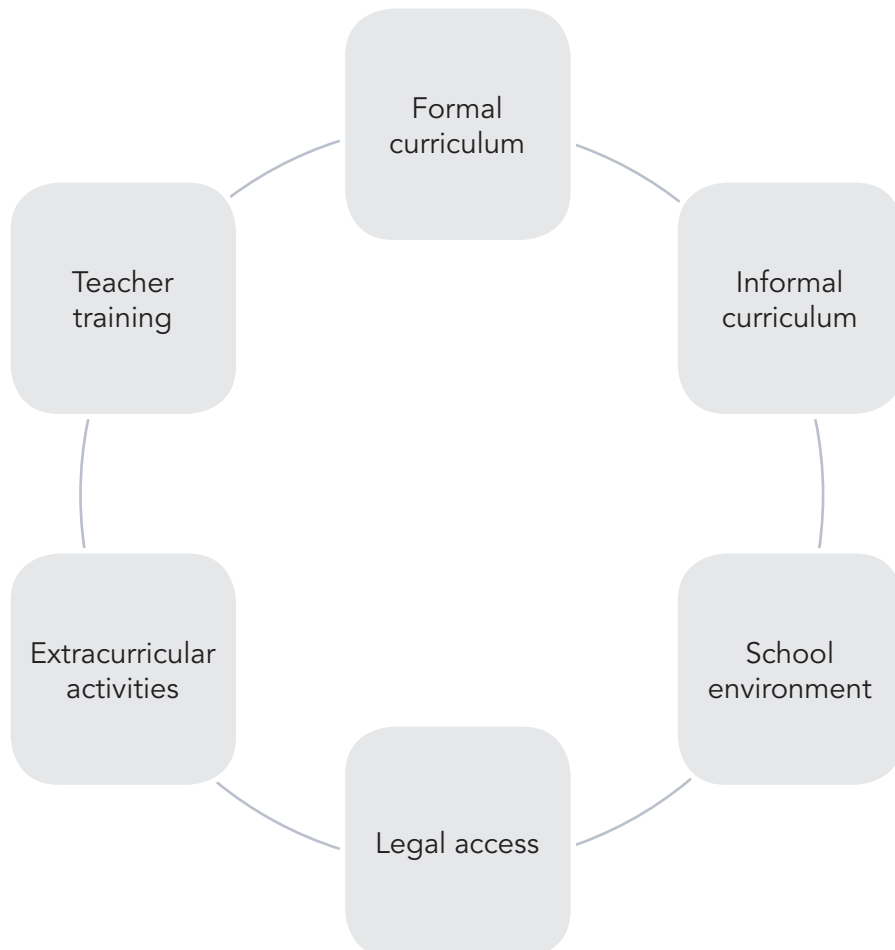 Formal
curriculum
Teacher
training
Informal
curriculum
Extracurricular
activities
School
environment
Legal access